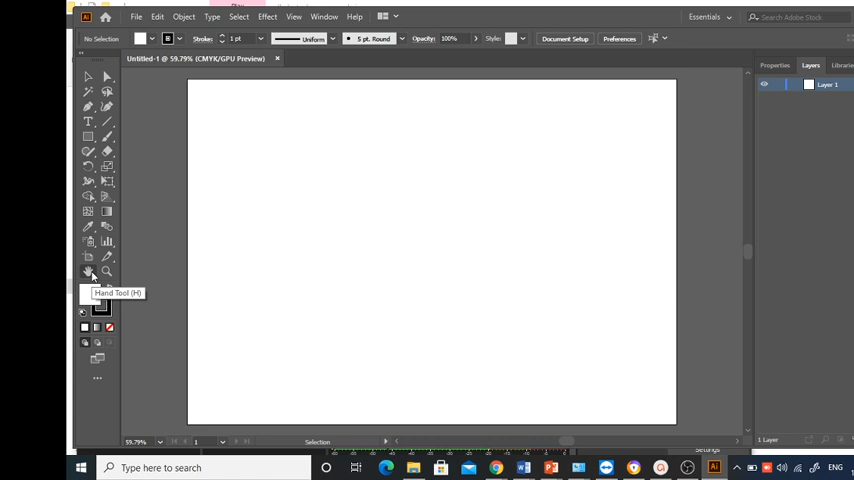 Ai File Edit Object Type Select Effect View Window Help Essentials Search Adobe Stock
No Selection Stroke: 1 pt Uniform 5 pt. Round Opacity: 100% Style: Document Setup Preferences
Untitled-1 @ 59.79% (CMYK/GPU Preview) ×
Properties Layers Librarie
Layer 1
T
Hand Tool (H)
59.79% 1 Selection
1 Layer
Settings
Type here to search
ENG